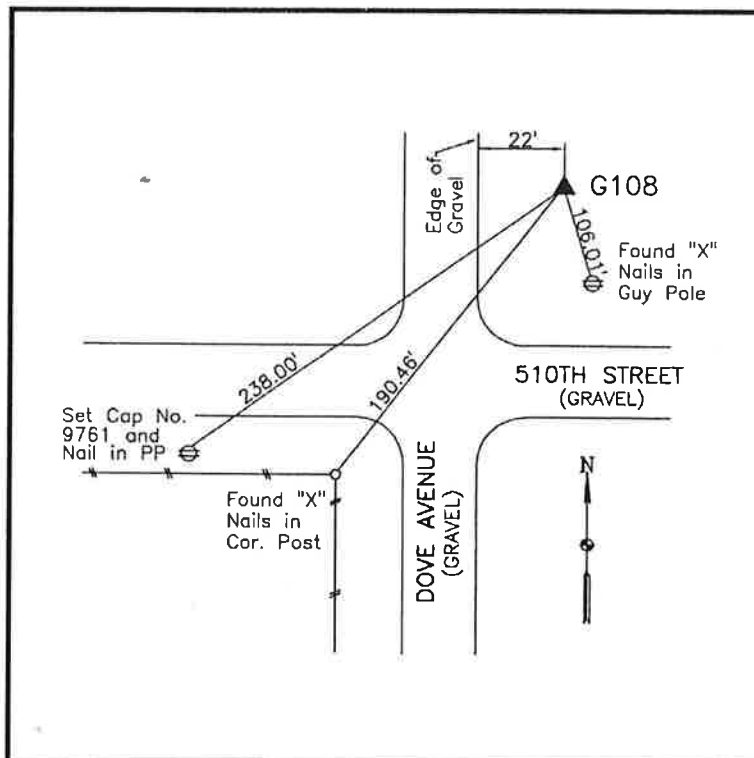 22'
Edge of
Gravel
G108
106.01'
Found "X"
Nails in
Guy Pole
238.00'
190.46'
510TH STREET
(GRAVEL)
Set Cap No.
9761 and
Nail in PP
Found "X"
Nails in
Cor. Post
DOVE AVENUE
(GRAVEL)
N